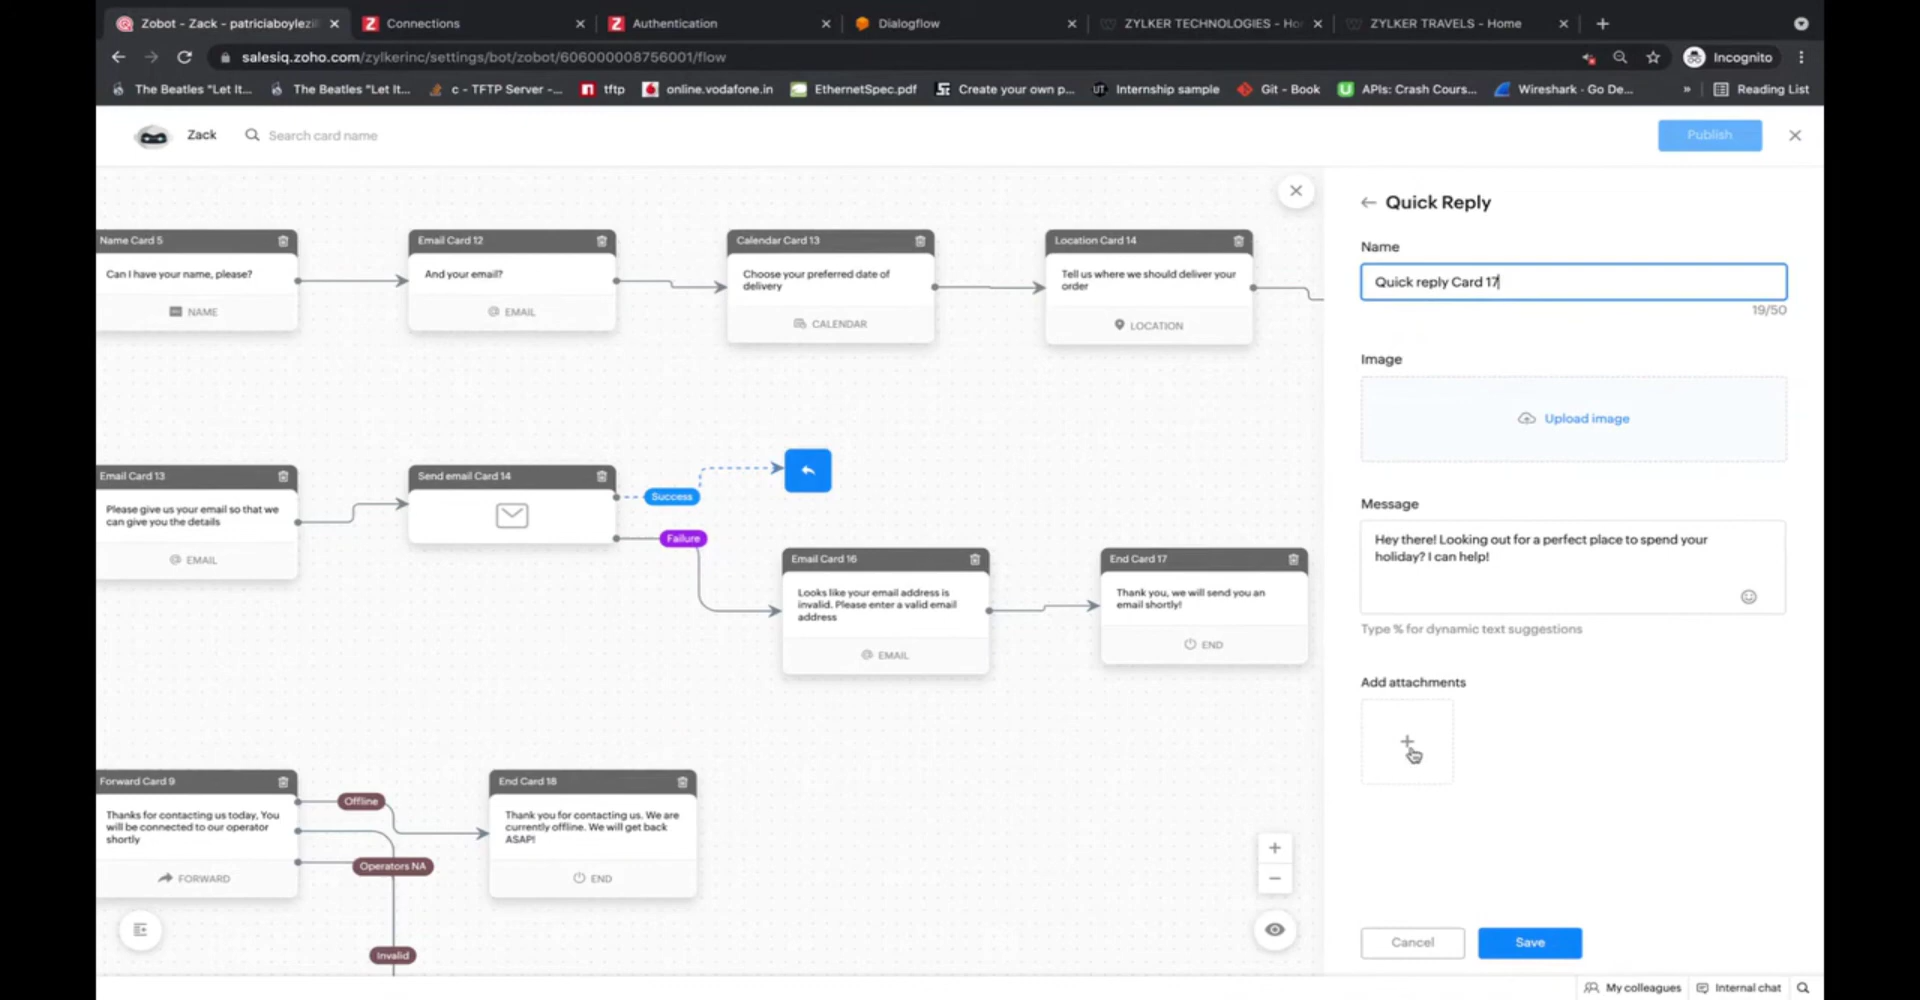 Zobot - Zack - patriciaboylezil
Connections
Authentication
Dialogflow
ZYLKER TECHNOLOGIES - Ho
ZYLKER TRAVELS - Home
salesiq.zoho.com/zylkerinc/settings/bot/zobot/606000008756001/flow
Incognito
The Beatles "Let It...
The Beatles "Let It...
c - TFTP Server -...
tftp
online.vodafone.in
EthernetSpec.pdf
Create your own p...
Internship sample
Git - Book
APIs: Crash Cours...
Wireshark · Go De...
»
Reading List
Zack
Search card name
Publish
Name Card 5
Can I have your name, please?
NAME
Email Card 12
And your email?
@ EMAIL
Calendar Card 13
Choose your preferred date of
delivery
CALENDAR
Location Card 14
Tell us where we should deliver your
order
LOCATION
Email Card 13
Please give us your email so that we
can give you the details
@ EMAIL
Send email Card 14
Success
Failure
Email Card 16
Looks like your email address is
invalid. Please enter a valid email
address
@ EMAIL
End Card 17
Thank you, we will send you an
email shortly!
END
Forward Card 9
Thanks for contacting us today, You
will be connected to our operator
shortly
FORWARD
Offline
Operators NA
Invalid
End Card 18
Thank you for contacting us. We are
currently offline. We will get back
ASAP!
END
Quick Reply
Name
Quick reply Card 17
19/50
Image
Upload image
Message
Hey there! Looking out for a perfect place to spend your
holiday? I can help!
Type % for dynamic text suggestions
Add attachments
Cancel
Save
My colleagues
Internal chat